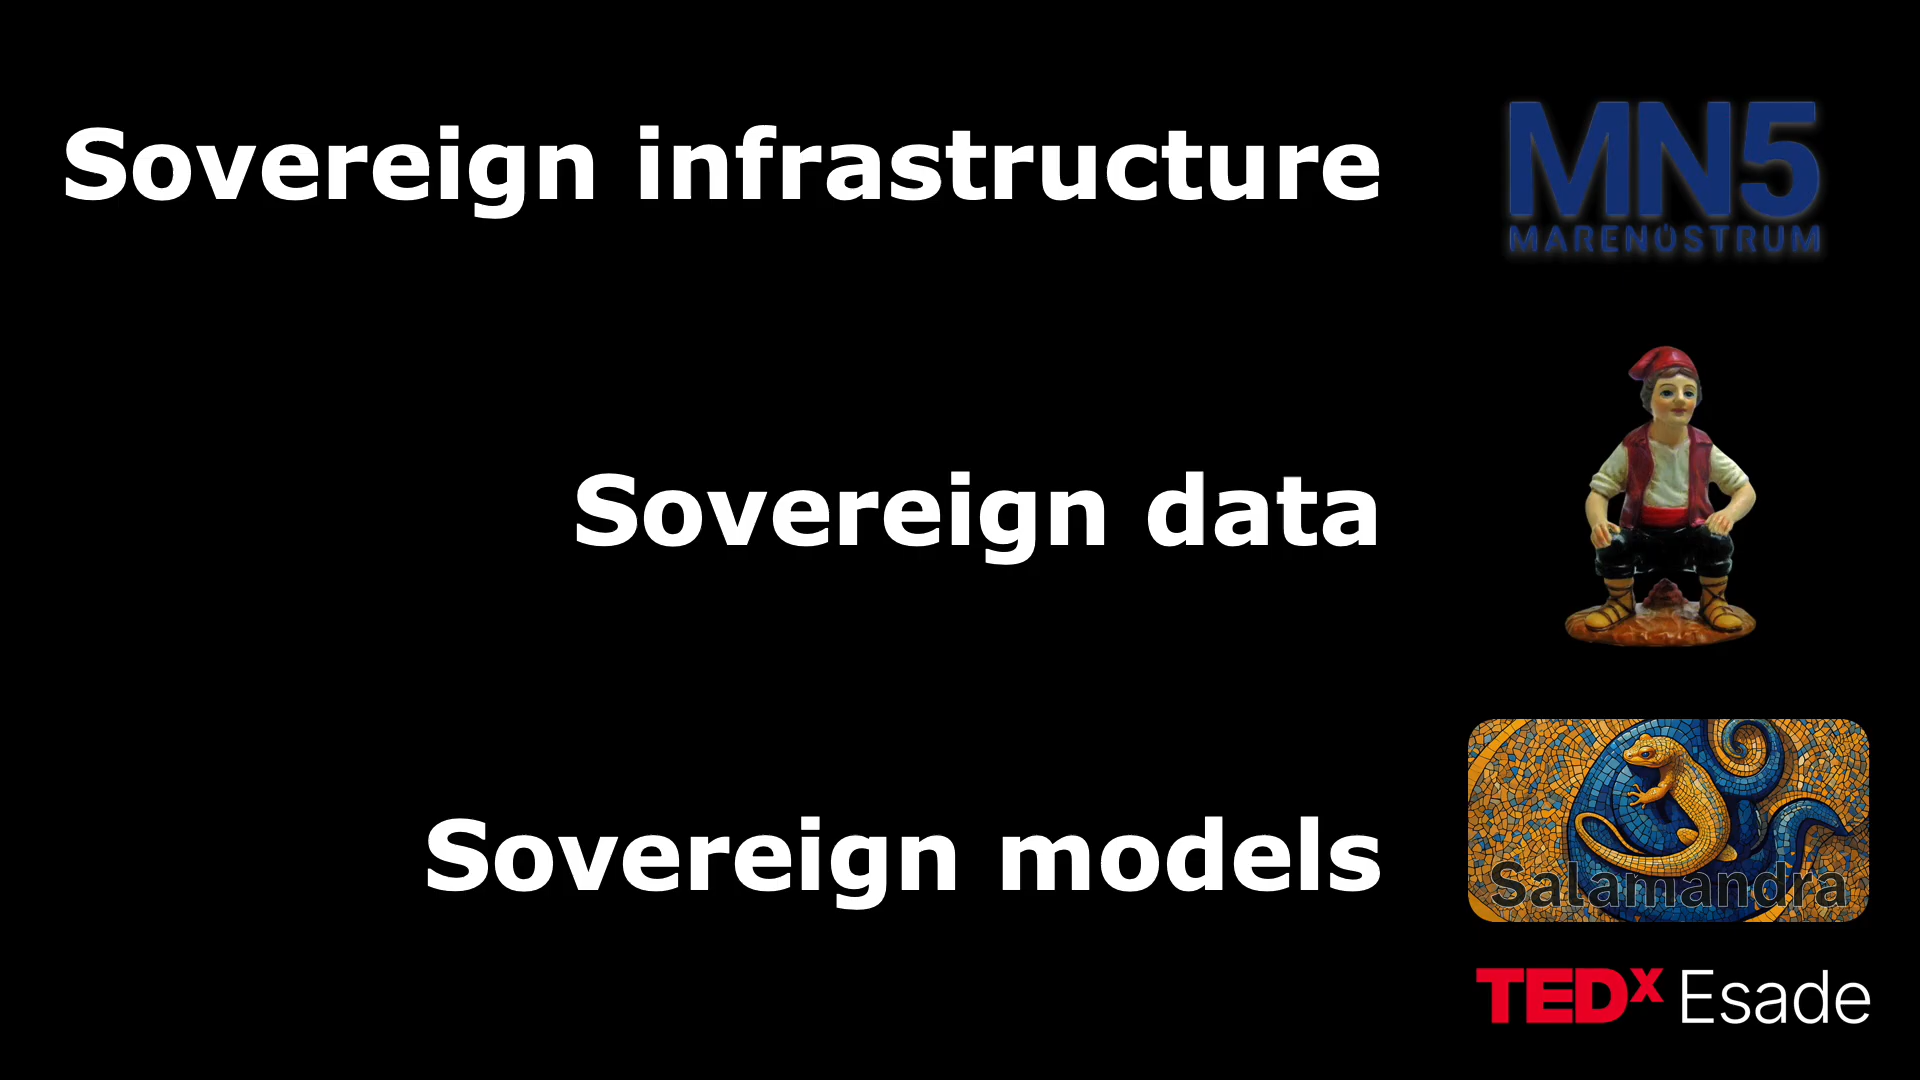 Sovereign infrastructure
MN5
MARENOSTRUM
Sovereign data
Sovereign models
Salamandra
TEDx Esade